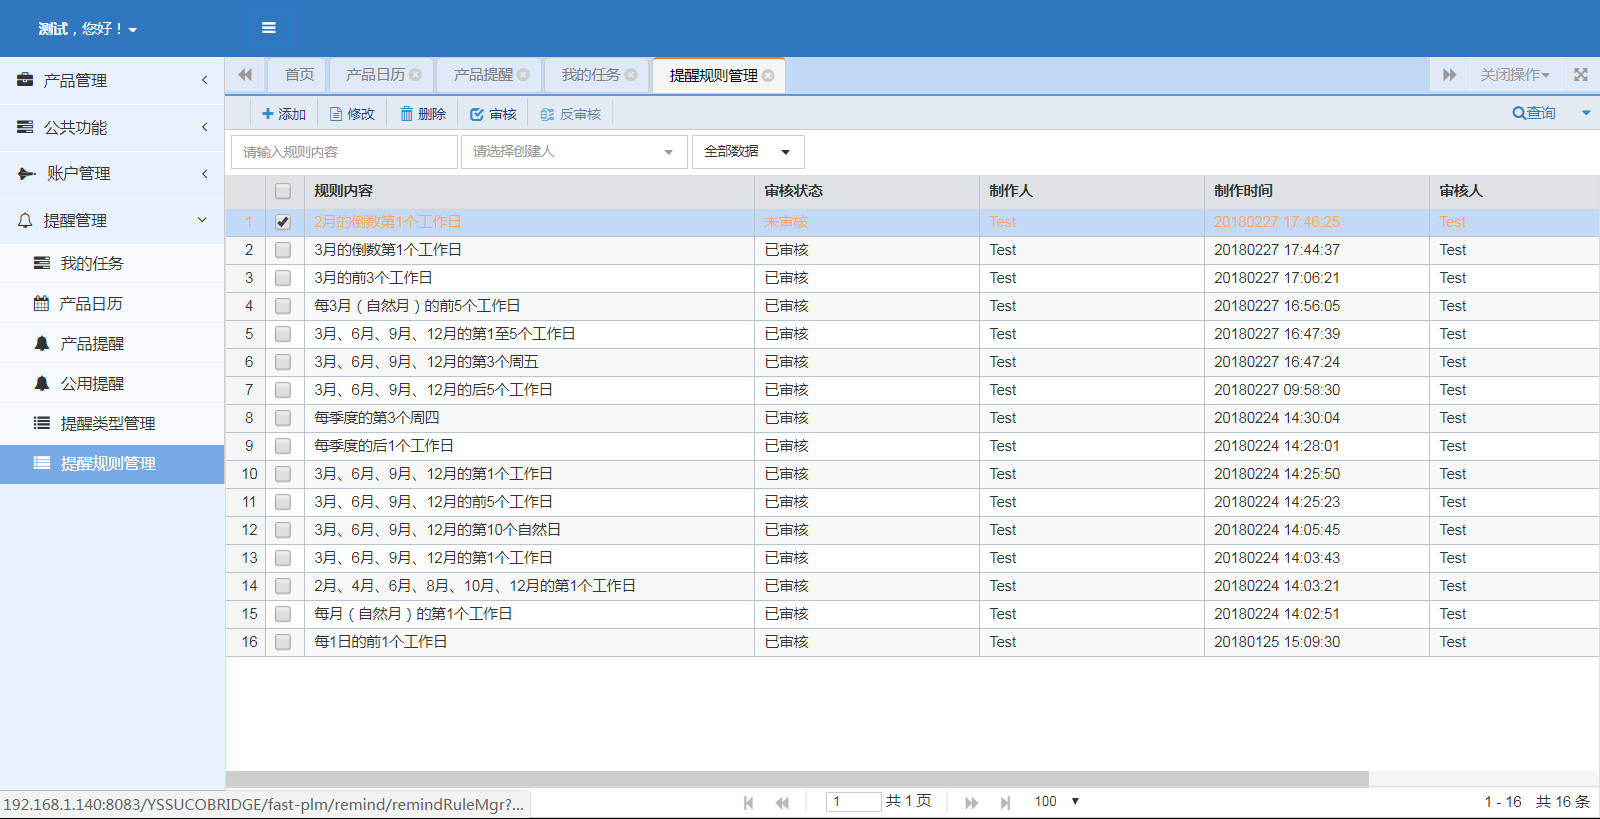 测试，您好！
产品管理
公共功能
账户管理
提醒管理
我的任务
产品日历
产品提醒
公用提醒
提醒类型管理
提醒规则管理
首页 产品日历 产品提醒 我的任务 提醒规则管理 关闭操作
添加 修改 删除 审核 反审核 查询
请输入规则内容 请选择创建人 全部数据
规则内容 审核状态 制作人 制作时间 审核人
1 2月的倒数第1个工作日 未审核 Test 20180227 17:46:25 Test
2 3月的倒数第1个工作日 已审核 Test 20180227 17:44:37 Test
3 3月的前3个工作日 已审核 Test 20180227 17:06:21 Test
4 每3月（自然月）的前5个工作日 已审核 Test 20180227 16:56:05 Test
5 3月、6月、9月、12月的第1至5个工作日 已审核 Test 20180227 16:47:39 Test
6 3月、6月、9月、12月的第3个周五 已审核 Test 20180227 16:47:24 Test
7 3月、6月、9月、12月的后5个工作日 已审核 Test 20180227 09:58:30 Test
8 每季度的第3个周四 已审核 Test 20180224 14:30:04 Test
9 每季度的后1个工作日 已审核 Test 20180224 14:28:01 Test
10 3月、6月、9月、12月的第1个工作日 已审核 Test 20180224 14:25:50 Test
11 3月、6月、9月、12月的前5个工作日 已审核 Test 20180224 14:25:23 Test
12 3月、6月、9月、12月的第10个自然日 已审核 Test 20180224 14:05:45 Test
13 3月、6月、9月、12月的第1个工作日 已审核 Test 20180224 14:03:43 Test
14 2月、4月、6月、8月、10月、12月的第1个工作日 已审核 Test 20180224 14:03:21 Test
15 每月（自然月）的第1个工作日 已审核 Test 20180224 14:02:51 Test
16 每1日的前1个工作日 已审核 Test 20180125 15:09:30 Test
192.168.1.140:8083/YSSUCOBRIDGE/fast-plm/remind/remindRuleMgr?...
1 共 1 页 100 1 - 16 共 16 条